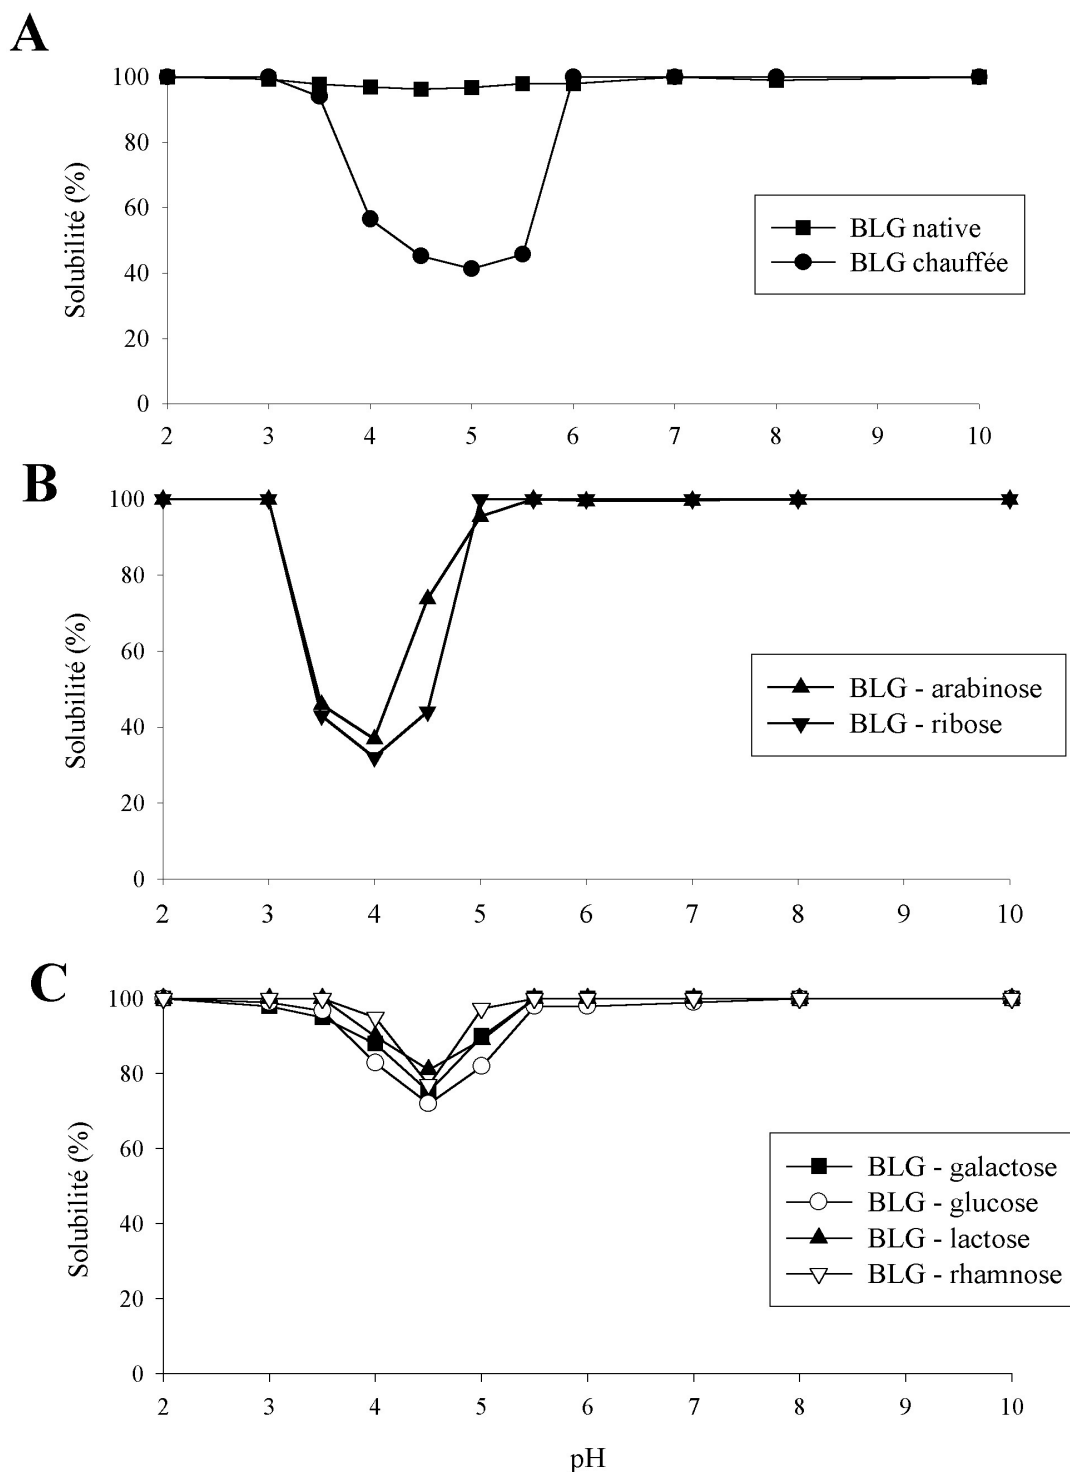 A
Solubilité (%)
100
80
60
40
20
0
2 3 4 5 6 7 8 9 10
BLG native
BLG chauffée
B
Solubilité (%)
100
80
60
40
20
0
2 3 4 5 6 7 8 9 10
BLG - arabinose
BLG - ribose
C
Solubilité (%)
100
80
60
40
20
0
2 3 4 5 6 7 8 9 10
BLG - galactose
BLG - glucose
BLG - lactose
BLG - rhamnose
pH